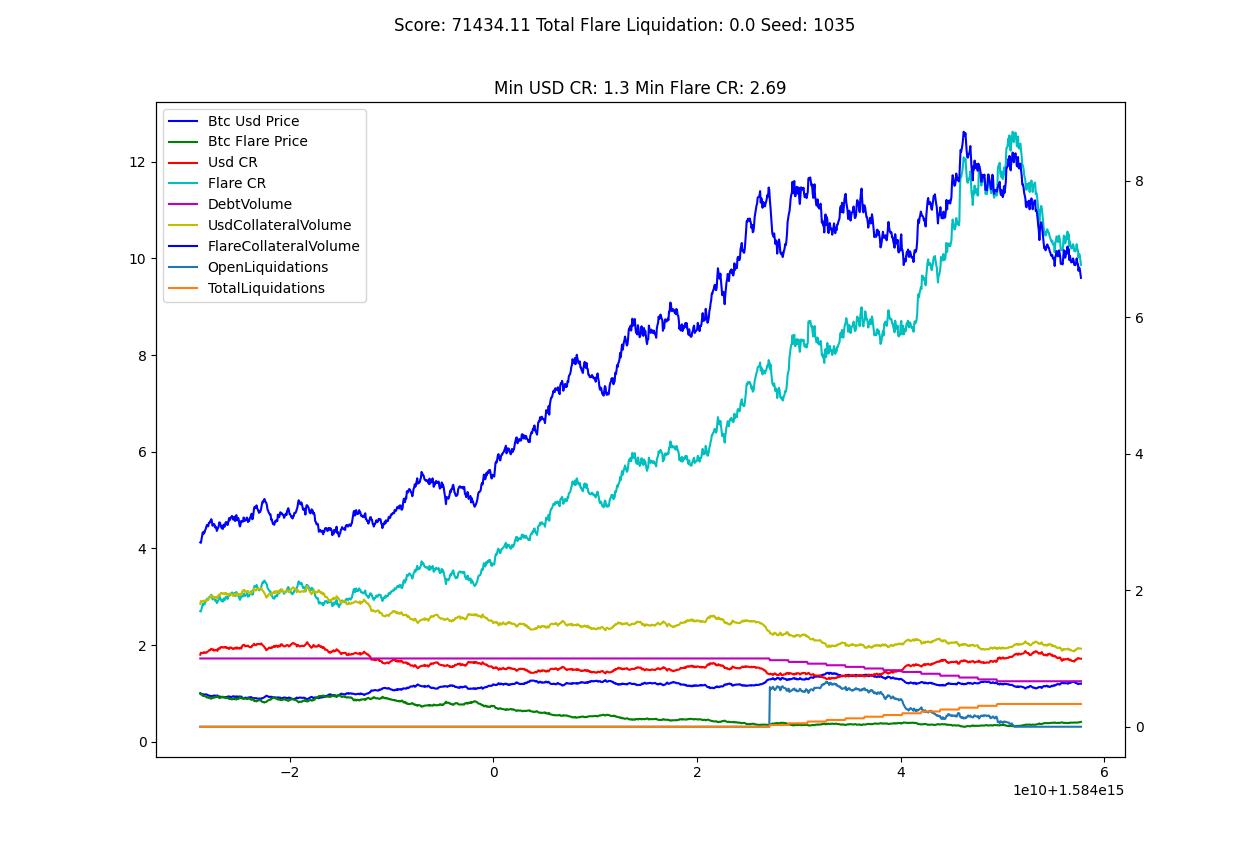 Score: 71434.11 Total Flare Liquidation: 0.0 Seed: 1035
Min USD CR: 1.3 Min Flare CR: 2.69
Btc Usd Price
Btc Flare Price
Usd CR
Flare CR
DebtVolume
UsdCollateralVolume
FlareCollateralVolume
OpenLiquidations
TotalLiquidations
12
10
8
6
4
2
0
8
6
4
2
0
−2
0
2
4
6
1e10+1.584e15